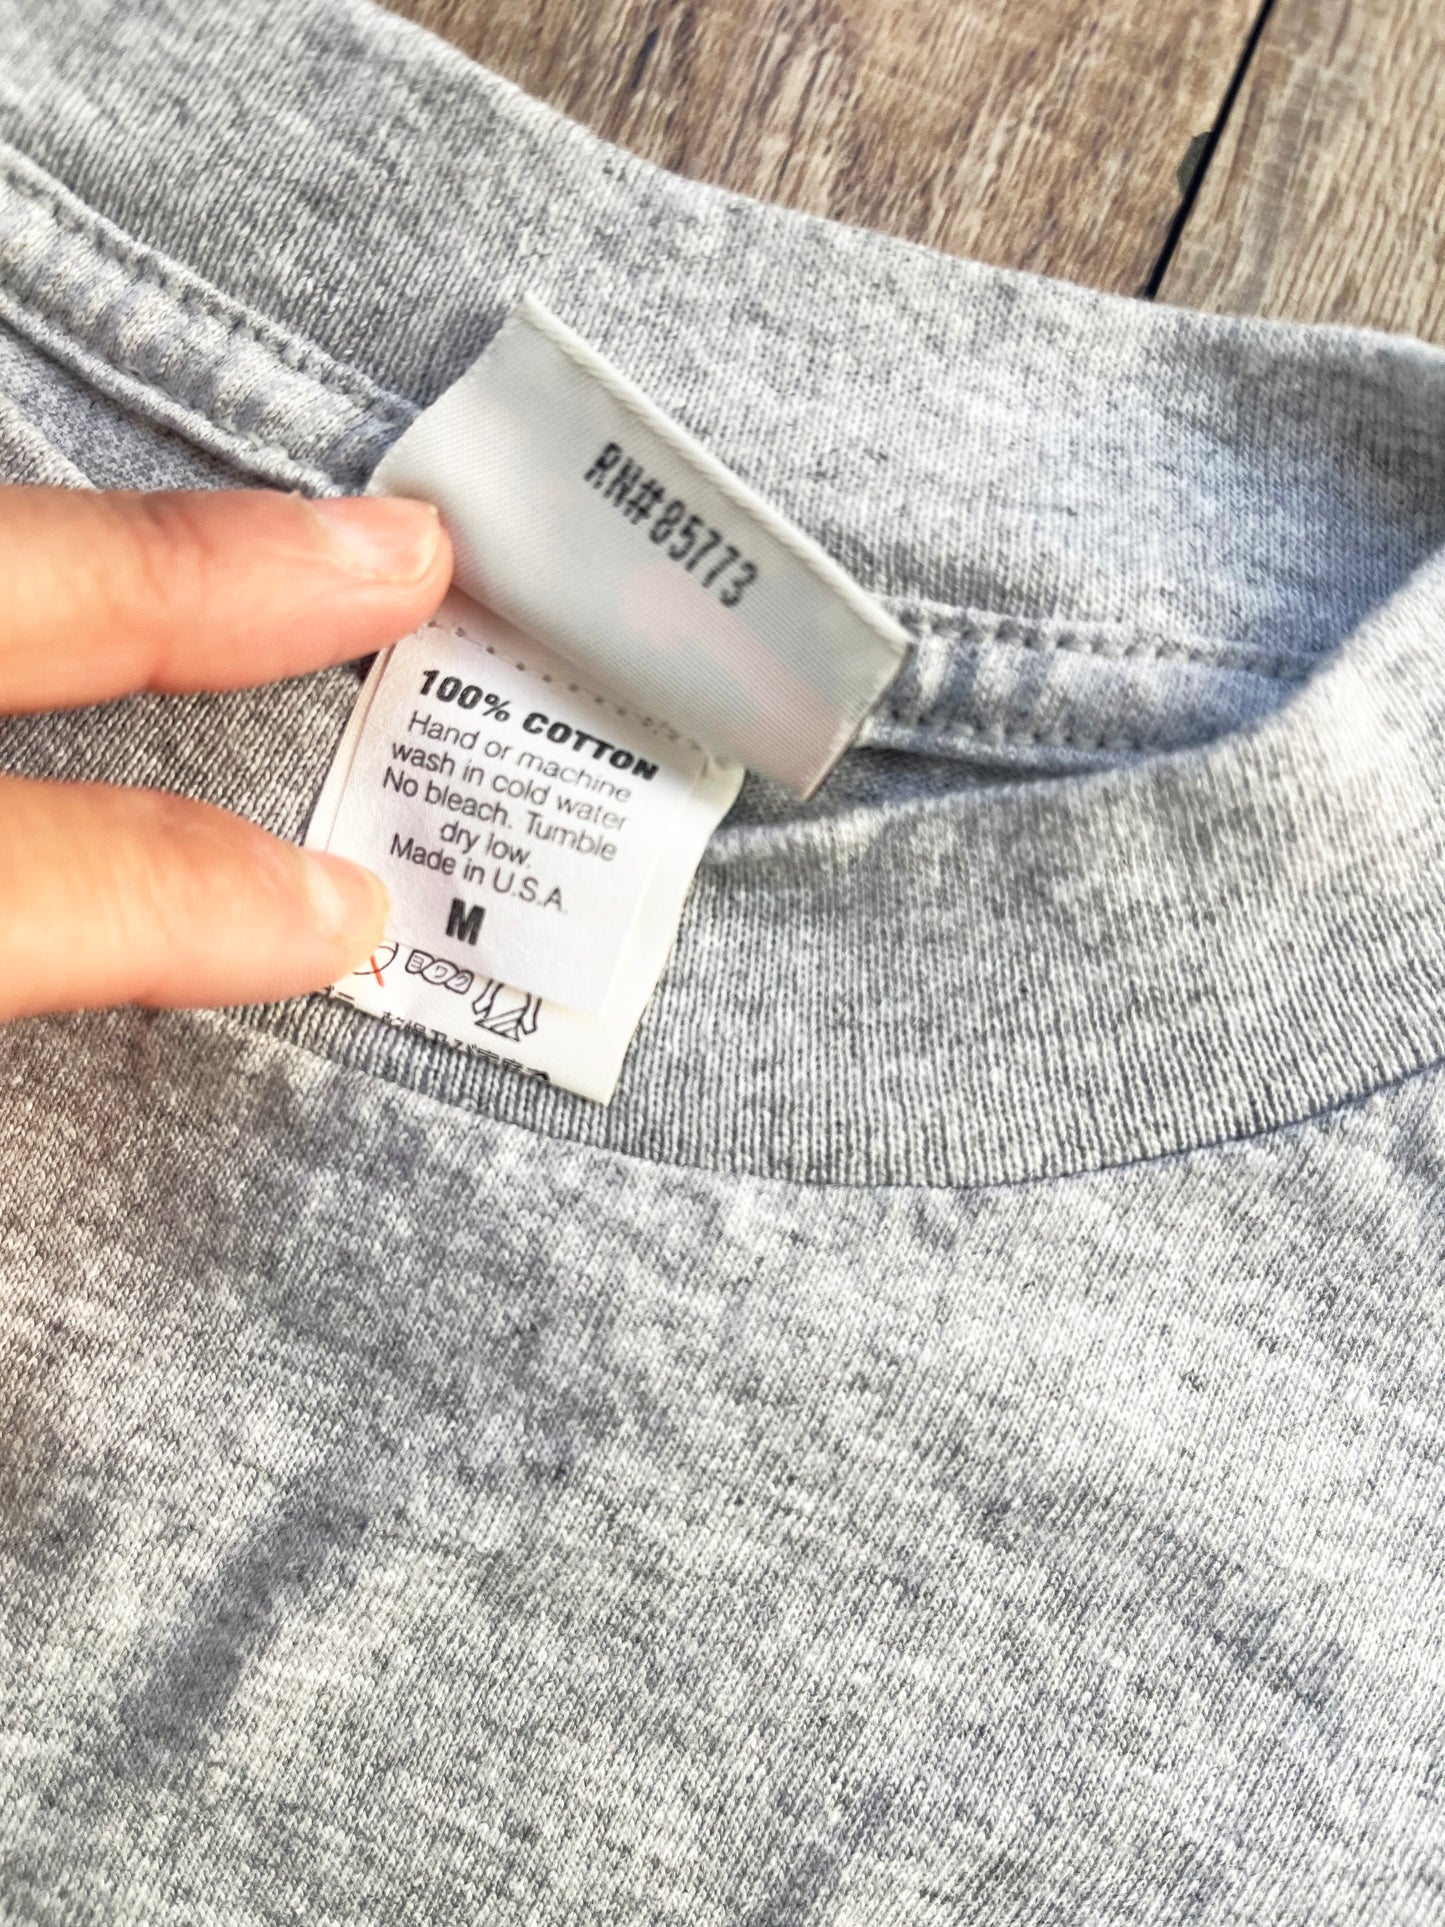 RN#85773
100% COTTON
Hand or machine
wash in cold water
No bleach. Tumble
dry low.
Made in U.S.A.
M